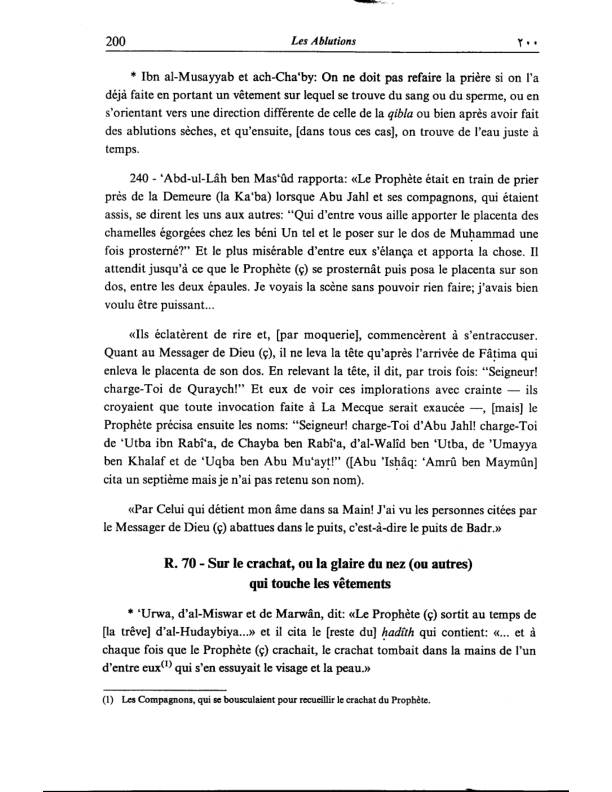 200 Les Ablutions ٢٠٠
* Ibn al-Musayyab et ach-Cha‘by: On ne doit pas refaire la prière si on l’a
déjà faite en portant un vêtement sur lequel se trouve du sang ou du sperme, ou en
s’orientant vers une direction différente de celle de la qibla ou bien après avoir fait
des ablutions sèches, et qu’ensuite, [dans tous ces cas], on trouve de l’eau juste à
temps.
240 - ‘Abd-ul-Lâh ben Mas‘ûd rapporta: «Le Prophète était en train de prier
près de la Demeure (la Ka‘ba) lorsque Abu Jahl et ses compagnons, qui étaient
assis, se dirent les uns aux autres: “Qui d’entre vous aille apporter le placenta des
chamelles égorgées chez les béni Un tel et le poser sur le dos de Muḥammad une
fois prosterné?” Et le plus misérable d’entre eux s’élança et apporta la chose. Il
attendit jusqu’à ce que le Prophète (ç) se prosternât puis posa le placenta sur son
dos, entre les deux épaules. Je voyais la scène sans pouvoir rien faire; j’avais bien
voulu être puissant...
«Ils éclatèrent de rire et, [par moquerie], commencèrent à s’entraccuser.
Quant au Messager de Dieu (ç), il ne leva la tête qu’après l’arrivée de Fâṭima qui
enleva le placenta de son dos. En relevant la tête, il dit, par trois fois: “Seigneur!
charge-Toi de Quraych!” Et eux de voir ces implorations avec crainte — ils
croyaient que toute invocation faite à La Mecque serait exaucée —, [mais] le
Prophète précisa ensuite les noms: “Seigneur! charge-Toi d’Abu Jahl! charge-Toi
de ‘Utba ibn Rabî‘a, de Chayba ben Rabî‘a, d’al-Walîd ben ‘Utba, de ’Umayya
ben Khalaf et de ‘Uqba ben Abu Mu‘ayṭ!” ([Abu ’Isḥâq: ‘Amrû ben Maymûn]
cita un septième mais je n’ai pas retenu son nom).
«Par Celui qui détient mon âme dans sa Main! J’ai vu les personnes citées par
le Messager de Dieu (ç) abattues dans le puits, c’est-à-dire le puits de Badr.»
R. 70 - Sur le crachat, ou la glaire du nez (ou autres)
qui touche les vêtements
* ‘Urwa, d’al-Miswar et de Marwân, dit: «Le Prophète (ç) sortit au temps de
[la trêve] d’al-Hudaybiya...» et il cita le [reste du] ḥadîth qui contient: «... et à
chaque fois que le Prophète (ç) crachait, le crachat tombait dans la mains de l’un
d’entre eux(1) qui s’en essuyait le visage et la peau.»
(1) Les Compagnons, qui se bousculaient pour recueillir le crachat du Prophète.